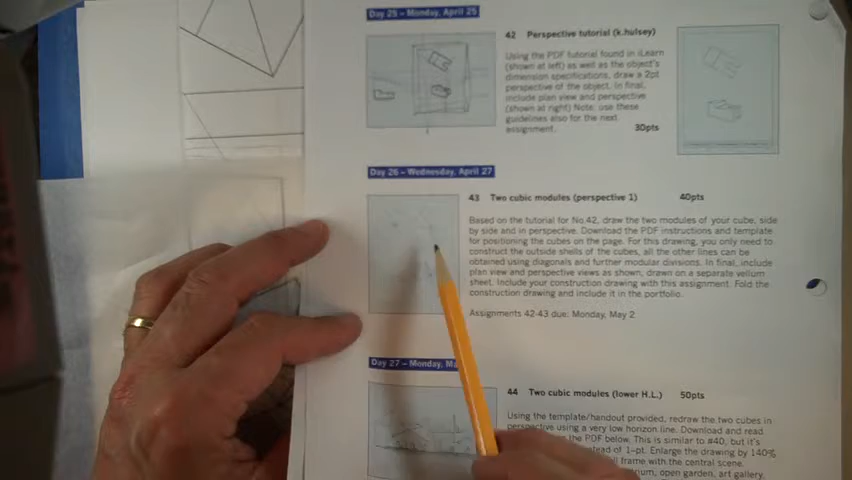 Day 25 – Monday, April 25
42 Perspective tutorial (k.hulsey)
Using the PDF tutorial found in iLearn
(shown at left) as well as the object's
dimension specifications, draw a 2pt
perspective of the object. In final,
include plan view and perspective
(shown at right) Note: use these
guidelines also for the next
assignment. 30pts
Day 26 – Wednesday, April 27
43 Two cubic modules (perspective 1) 40pts
Based on the tutorial for No.42, draw the two modules of your cube, side
by side and in perspective. Download the PDF instructions and template
for positioning the cubes on the page. For this drawing, you only need to
construct the outside shells of the cubes, all the other lines can be
obtained using diagonals and further modular divisions. In final, include
plan view and perspective views as shown, drawn on a separate vellum
sheet. Include your construction drawing with this assignment. Fold the
construction drawing and include it in the portfolio.
Assignments 42-43 due: Monday, May 2
Day 27 – Monday, Ma
44 Two cubic modules (lower H.L.) 50pts
Using the template/handout provided, redraw the two cubes in
perspective using a very low horizon line. Download and read
the PDF below. This is similar to #40, but it's
stead of 1-pt. Enlarge the drawing by 140%
frame with the central scene.
num, open garden, art gallery,